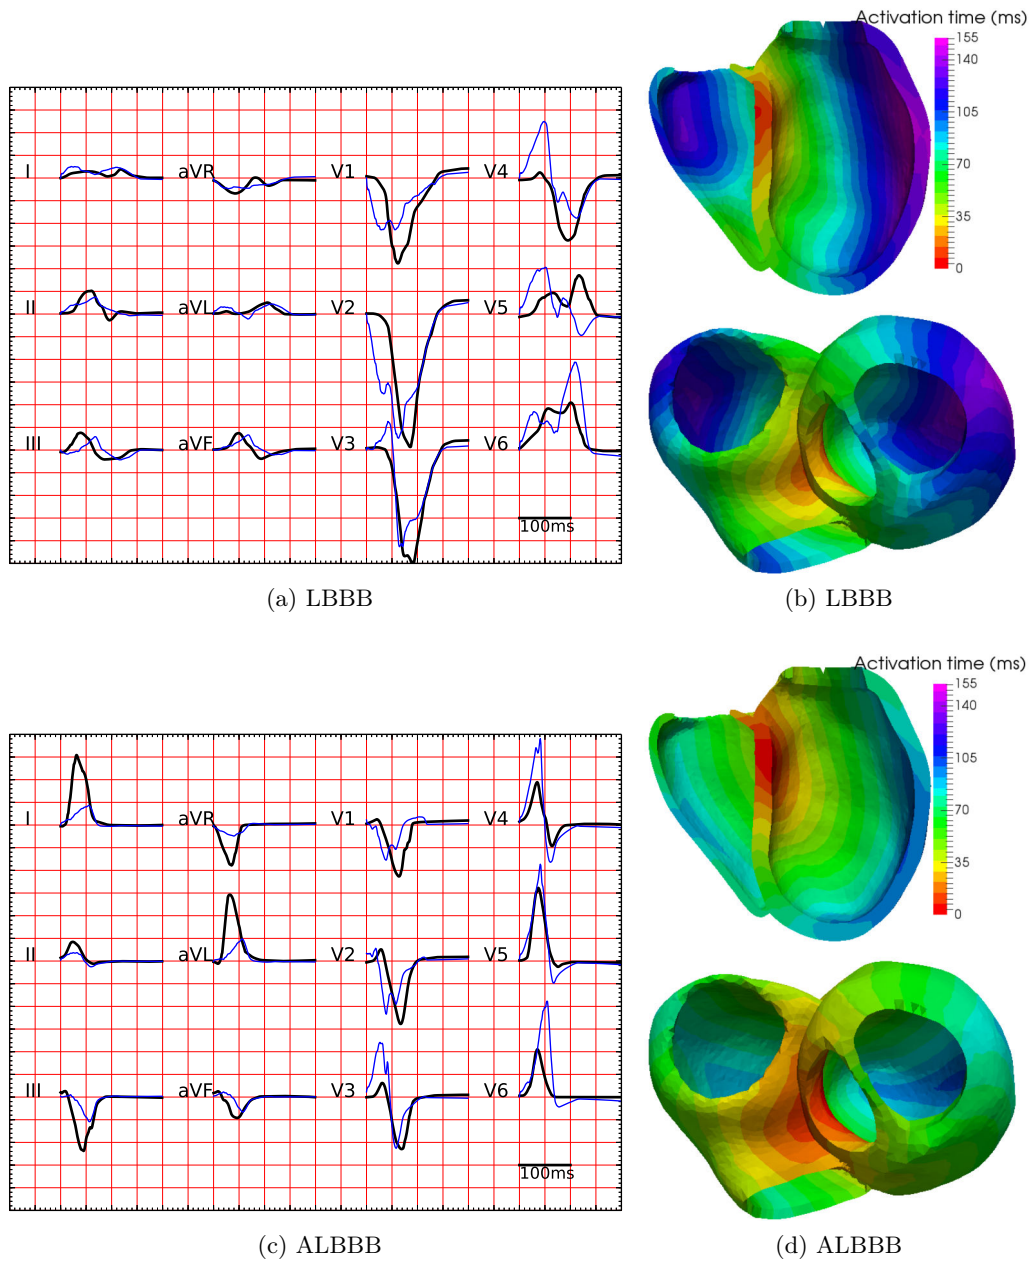 I aVR V1 V4
II aVL V2 V5
III aVF V3 V6
100ms
Activation time (ms)
155
140
105
70
35
0
(a) LBBB
(b) LBBB
I aVR V1 V4
II aVL V2 V5
III aVF V3 V6
100ms
Activation time (ms)
155
140
105
70
35
0
(c) ALBBB
(d) ALBBB